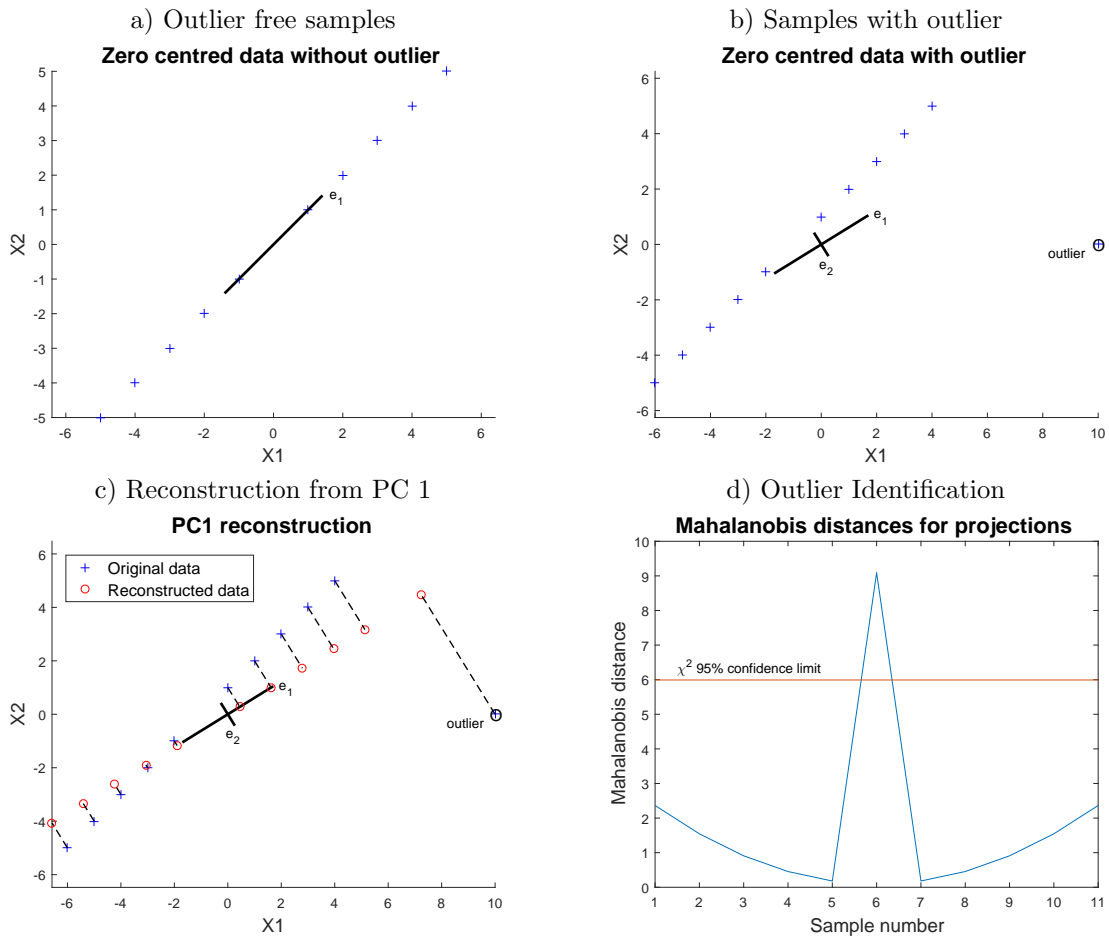 a) Outlier free samples
Zero centred data without outlier
5
4
3
2
1
0
-1
-2
-3
-4
-5
X2
e1
-6 -4 -2 0 2 4 6
X1
b) Samples with outlier
Zero centred data with outlier
6
4
2
0
-2
-4
-6
X2
e1
e2
outlier
-6 -4 -2 0 2 4 6 8 10
X1
c) Reconstruction from PC 1
PC1 reconstruction
Original data
Reconstructed data
6
4
2
0
-2
-4
-6
X2
e1
e2
outlier
-6 -4 -2 0 2 4 6 8 10
X1
d) Outlier Identification
Mahalanobis distances for projections
10
9
8
7
6
5
4
3
2
1
0
Mahalanobis distance
χ² 95% confidence limit
1 2 3 4 5 6 7 8 9 10 11
Sample number